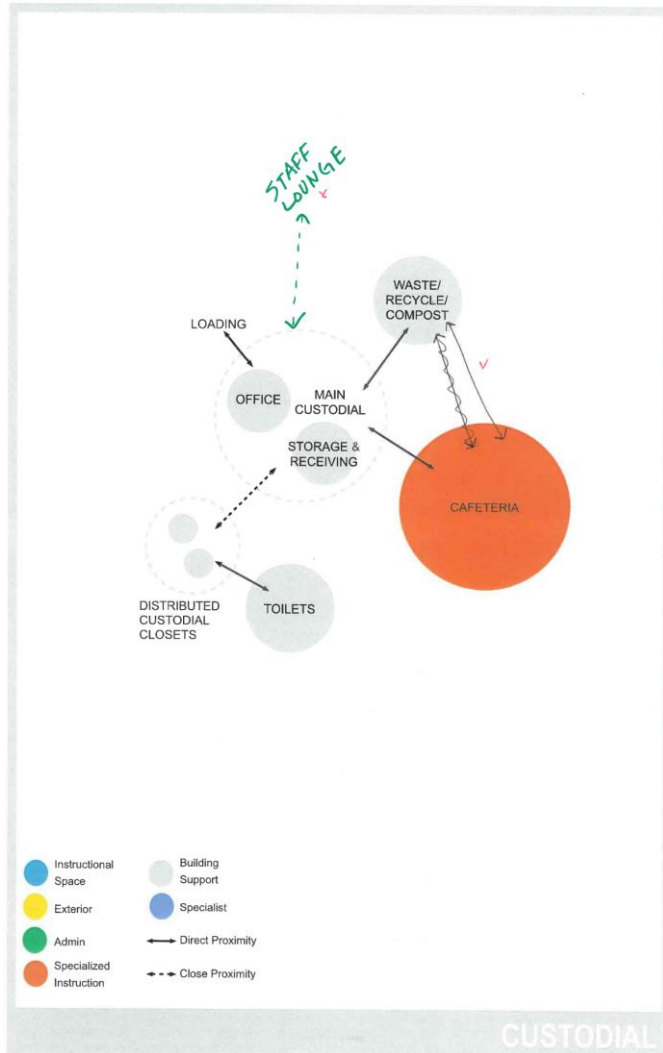 STAFF
LOUNGE
WASTE/
RECYCLE/
COMPOST
LOADING
OFFICE
MAIN
CUSTODIAL
STORAGE &
RECEIVING
CAFETERIA
DISTRIBUTED
CUSTODIAL
CLOSETS
TOILETS
Instructional
Space
Exterior
Admin
Specialized
Instruction
Building
Support
Specialist
Direct Proximity
Close Proximity
CUSTODIAL